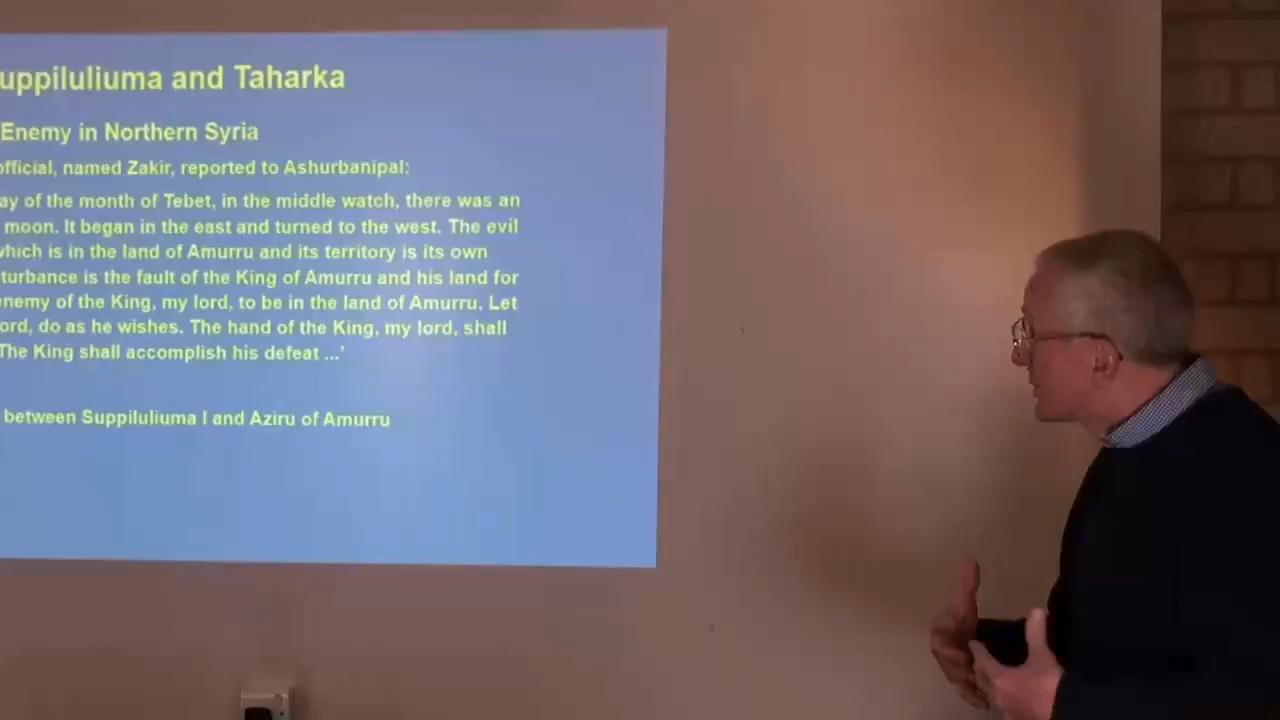 uppiluliuma and Taharka
Enemy in Northern Syria
official, named Zakir, reported to Ashurbanipal:
ay of the month of Tebet, in the middle watch, there was an
moon. It began in the east and turned to the west. The evil
which is in the land of Amurru and its territory is its own
turbance is the fault of the King of Amurru and his land for
enemy of the King, my lord, to be in the land of Amurru. Let
ord, do as he wishes. The hand of the King, my lord, shall
The King shall accomplish his defeat ...’
between Suppiluliuma I and Aziru of Amurru